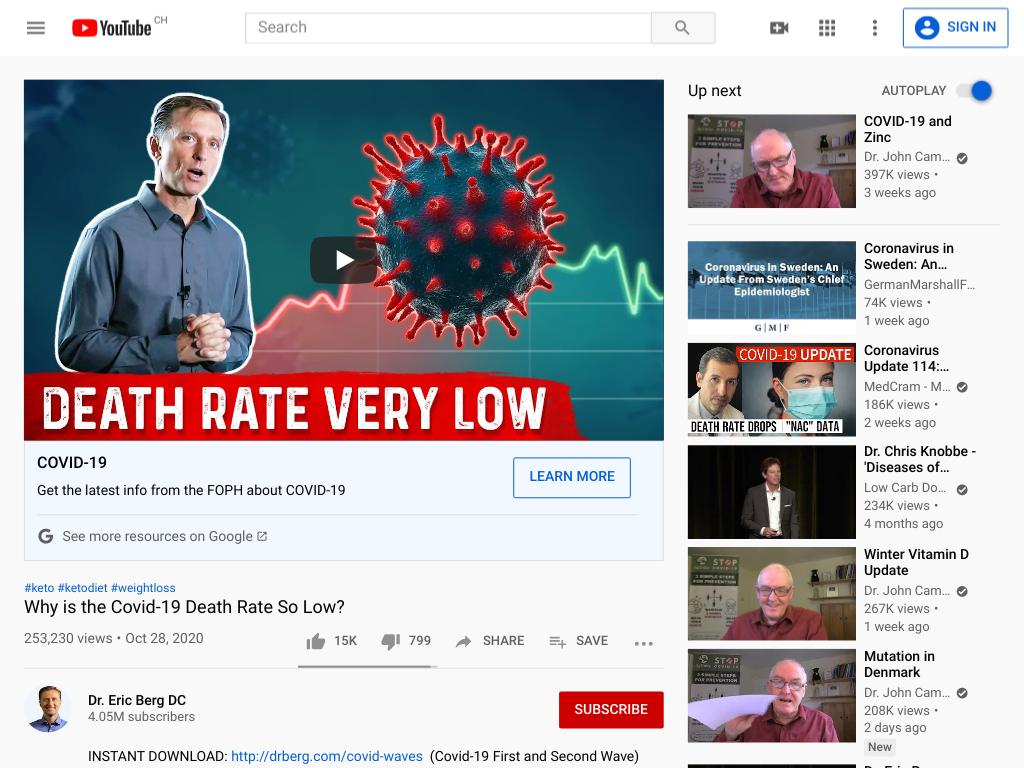 YouTube CH
Search
SIGN IN
DEATH RATE VERY LOW
COVID-19
Get the latest info from the FOPH about COVID-19
LEARN MORE
See more resources on Google
#keto #ketodiet #weightloss
Why is the Covid-19 Death Rate So Low?
253,230 views • Oct 28, 2020
15K
799
SHARE
SAVE
Dr. Eric Berg DC
4.05M subscribers
SUBSCRIBE
INSTANT DOWNLOAD: http://drberg.com/covid-waves (Covid-19 First and Second Wave)
Up next
AUTOPLAY
STOP
COVID-19 and
Zinc
Dr. John Cam…
397K views •
3 weeks ago
Coronavirus in Sweden: An
Update From Sweden's Chief
Epidemiologist
G | M | F
Coronavirus in
Sweden: An…
GermanMarshallF…
74K views •
1 week ago
COVID-19 UPDATE
DEATH RATE DROPS "NAC" DATA
Coronavirus
Update 114:…
MedCram - M…
186K views •
2 weeks ago
Dr. Chris Knobbe -
'Diseases of…
Low Carb Do…
234K views •
4 months ago
STOP
Winter Vitamin D
Update
Dr. John Cam…
267K views •
1 week ago
STOP
Mutation in
Denmark
Dr. John Cam…
208K views •
2 days ago
New